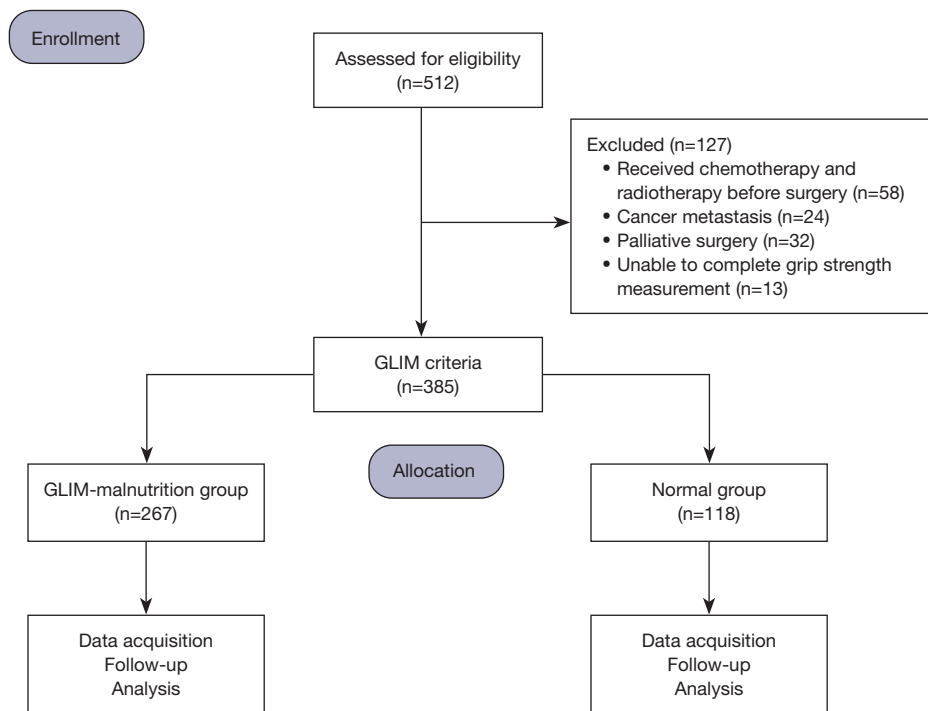 Enrollment
Assessed for eligibility
(n=512)
Excluded (n=127)
• Received chemotherapy and
radiotherapy before surgery (n=58)
• Cancer metastasis (n=24)
• Palliative surgery (n=32)
• Unable to complete grip strength
measurement (n=13)
GLIM criteria
(n=385)
Allocation
GLIM-malnutrition group
(n=267)
Normal group
(n=118)
Data acquisition
Follow-up
Analysis
Data acquisition
Follow-up
Analysis